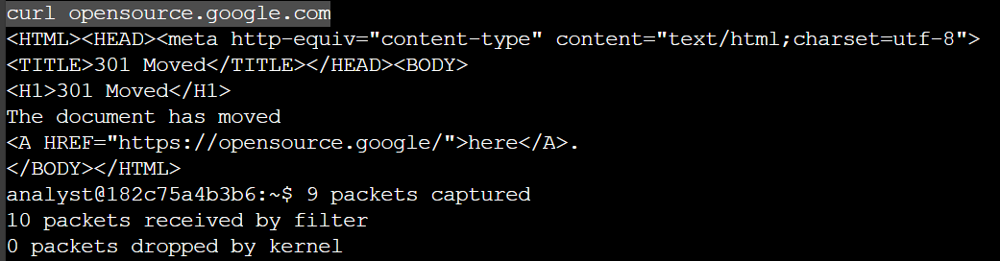 curl opensource.google.com
<HTML><HEAD><meta http-equiv="content-type" content="text/html;charset=utf-8">
<TITLE>301 Moved</TITLE></HEAD><BODY>
<H1>301 Moved</H1>
The document has moved
<A HREF="https://opensource.google/">here</A>.
</BODY></HTML>
analyst@182c75a4b3b6:~$ 9 packets captured
10 packets received by filter
0 packets dropped by kernel